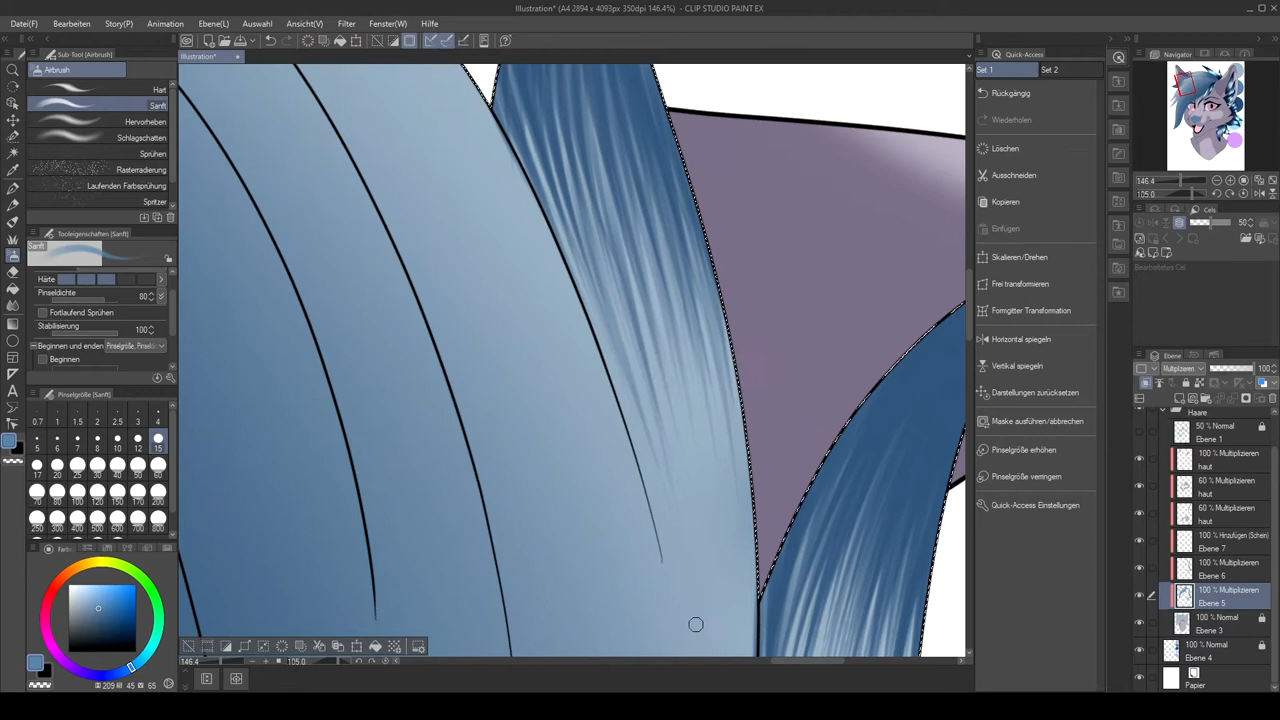 Illustration* (A4 2894 x 4093px 350dpi 146.4%) - CLIP STUDIO PAINT EX
Datei(F) Bearbeiten Story(P) Animation Ebene(L) Auswahl Ansicht(V) Filter Fenster(W) Hilfe
Sub-Tool [Airbrush]
Airbrush
Hart
Sanft
Hervorheben
Schlagschatten
Sprühen
Rasterradierung
Laufenden Farbsprühung
Spritzer
Tooleigenschaften [Sanft]
Sanft
Härte
Pinseldichte 80
Fortlaufend Sprühen
Stabilisierung 100
Beginnen und enden
Beginnen
Pinselgröße [Sanft]
0.7 1 1.5 2 2.5 3 4
5 6 7 8 10 12 15
17 20 25 30 40 50 60
70 80 100 120 150 170 200
250 300 400 500 600 700 800
Farb
209 45 65
Illustration*
146.4 105.0
Quick-Access
Set 1 Set 2
Rückgängig
Wiederholen
Löschen
Ausschneiden
Kopieren
Einfügen
Skalieren/Drehen
Frei transformieren
Formgitter Transformation
Horizontal spiegeln
Vertikal spiegeln
Darstellungen zurücksetzen
Maske ausführen/abbrechen
Pinselgröße erhöhen
Pinselgröße verringern
Quick-Access Einstellungen
Navigator
146.4
105.0
Cels
50
Bearbeitetes Cel
Ebene
Multiplizieren 100
Haare
50 % Normal
Ebene 1
100 % Multiplizieren
haut
60 % Multiplizieren
haut
60 % Multiplizieren
haut
100 % Hinzufügen (Schein)
Ebene 7
100 % Multiplizieren
Ebene 6
100 % Multiplizieren
Ebene 5
100 % Normal
Ebene 3
100 % Normal
Ebene 4
Papier